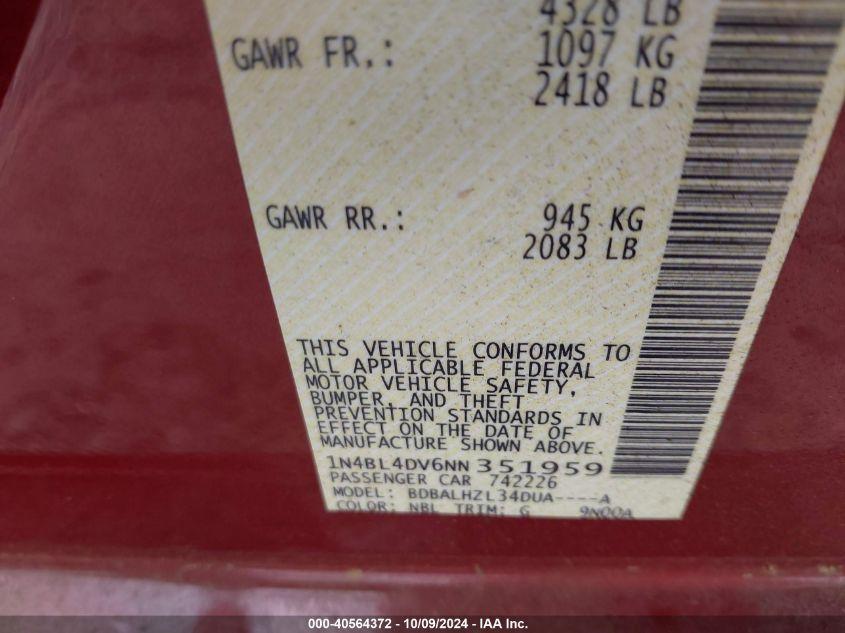 4328 LB
GAWR FR.: 1097 KG
2418 LB
GAWR RR.: 945 KG
2083 LB
THIS VEHICLE CONFORMS TO
ALL APPLICABLE FEDERAL
MOTOR VEHICLE SAFETY,
BUMPER, AND THEFT
PREVENTION STANDARDS IN
EFFECT ON THE DATE OF
MANUFACTURE SHOWN ABOVE.
1N4BL4DV6NN351959
PASSENGER CAR 742226
MODEL: BDBALHZL34DUA----A
COLOR: NBL TRIM: G 9N00A
000-40564372 - 10/09/2024 - IAA Inc.